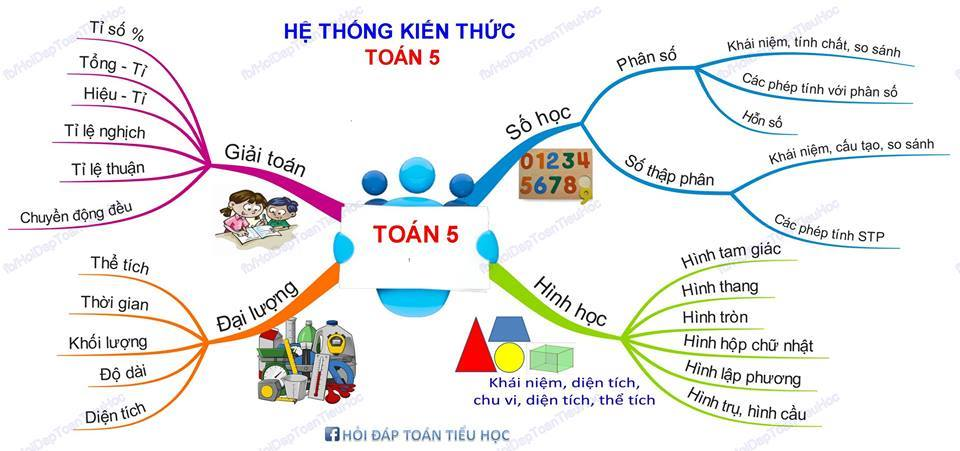 HỆ THỐNG KIẾN THỨC
TOÁN 5
TOÁN 5
Giải toán
Tỉ số %
Tổng - Tỉ
Hiệu - Tỉ
Tỉ lệ nghịch
Tỉ lệ thuận
Chuyển động đều
Số học
Phân số
Khái niệm, tính chất, so sánh
Các phép tính với phân số
Hỗn số
Số thập phân
Khái niệm, cấu tạo, so sánh
Các phép tính STP
01234
5678,
Đại lượng
Thể tích
Thời gian
Khối lượng
Độ dài
Diện tích
Hình học
Hình tam giác
Hình thang
Hình tròn
Hình hộp chữ nhật
Hình lập phương
Hình trụ, hình cầu
Khái niệm, diện tích,
chu vi, diện tích, thể tích
f HỎI ĐÁP TOÁN TIỂU HỌC
fb/HoiDapToanTieuHoc